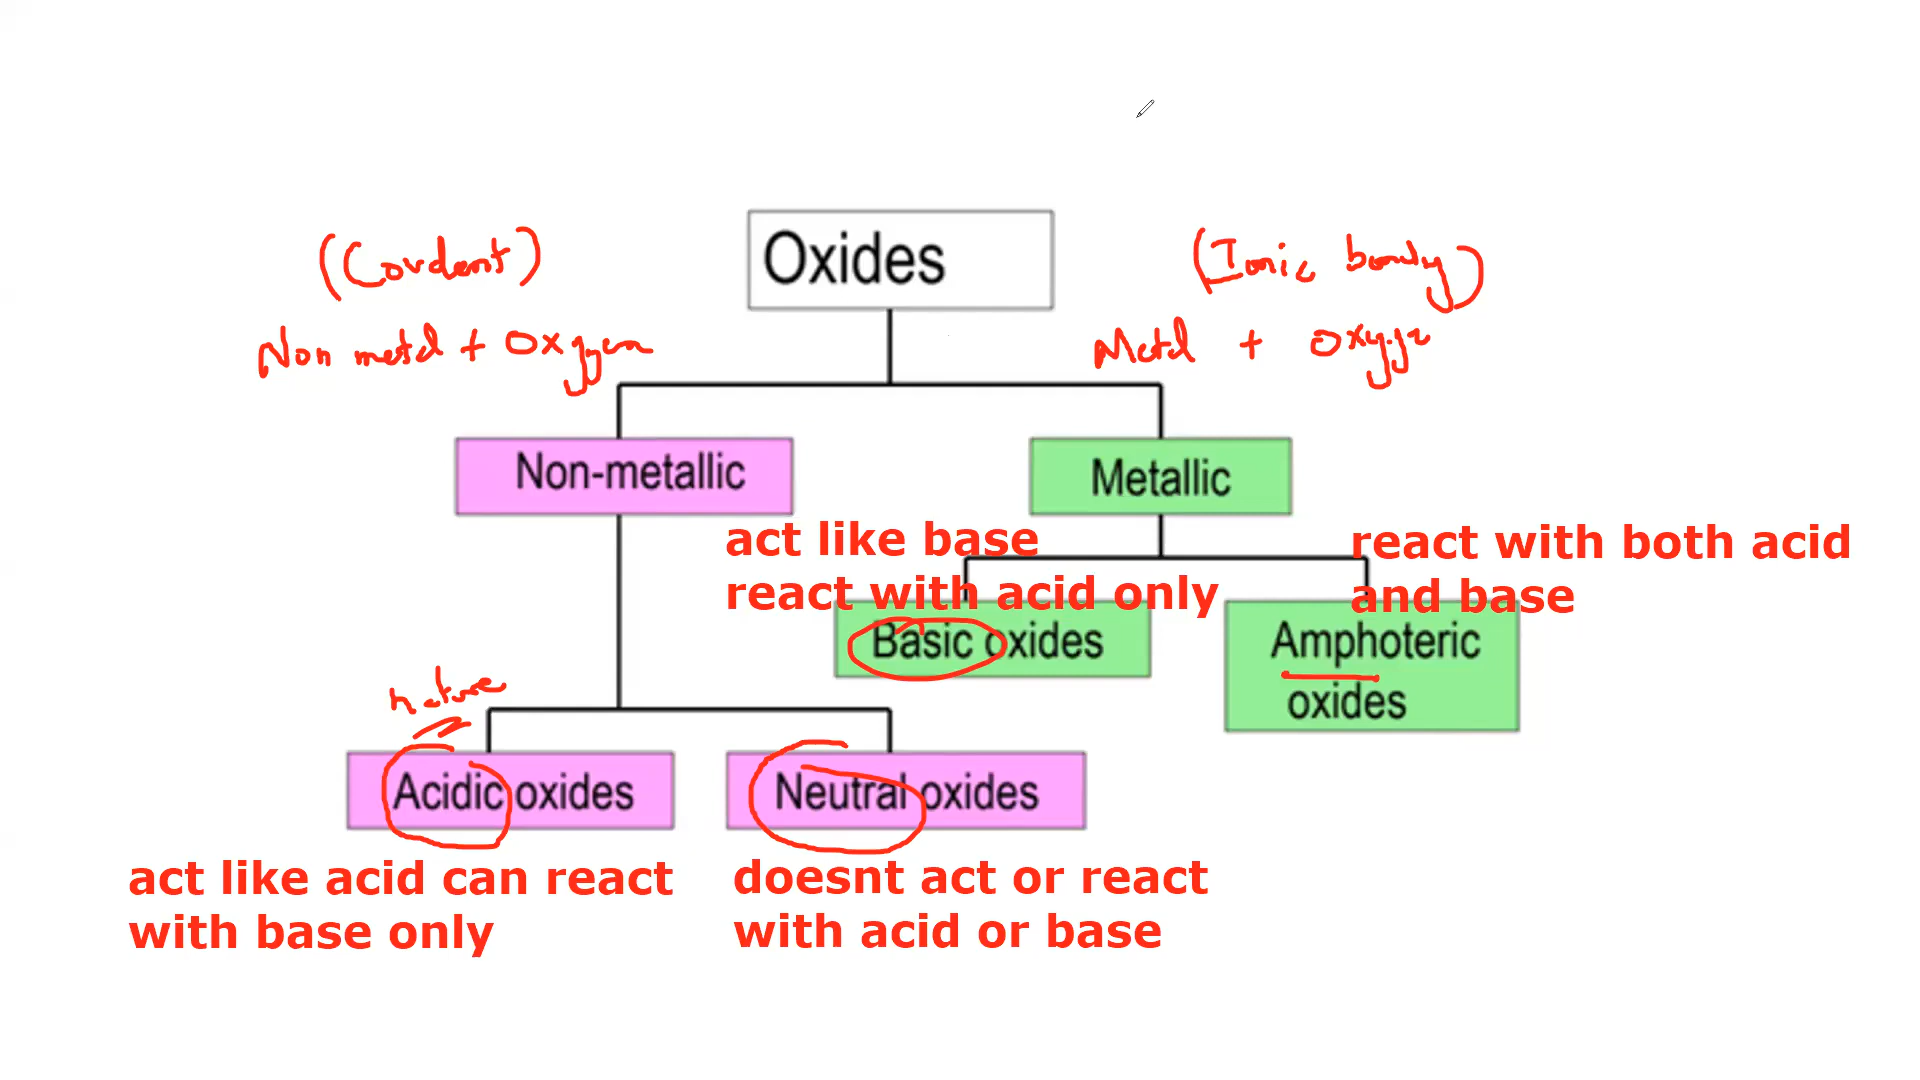 Oxides
(Covalent)
(Ionic bondy)
Non metal + Oxygen
Metal + Oxygen
Non-metallic
Metallic
act like base
react with acid only
react with both acid
and base
Basic oxides
Amphoteric
oxides
nature
Acidic oxides
Neutral oxides
act like acid can react
with base only
doesnt act or react
with acid or base